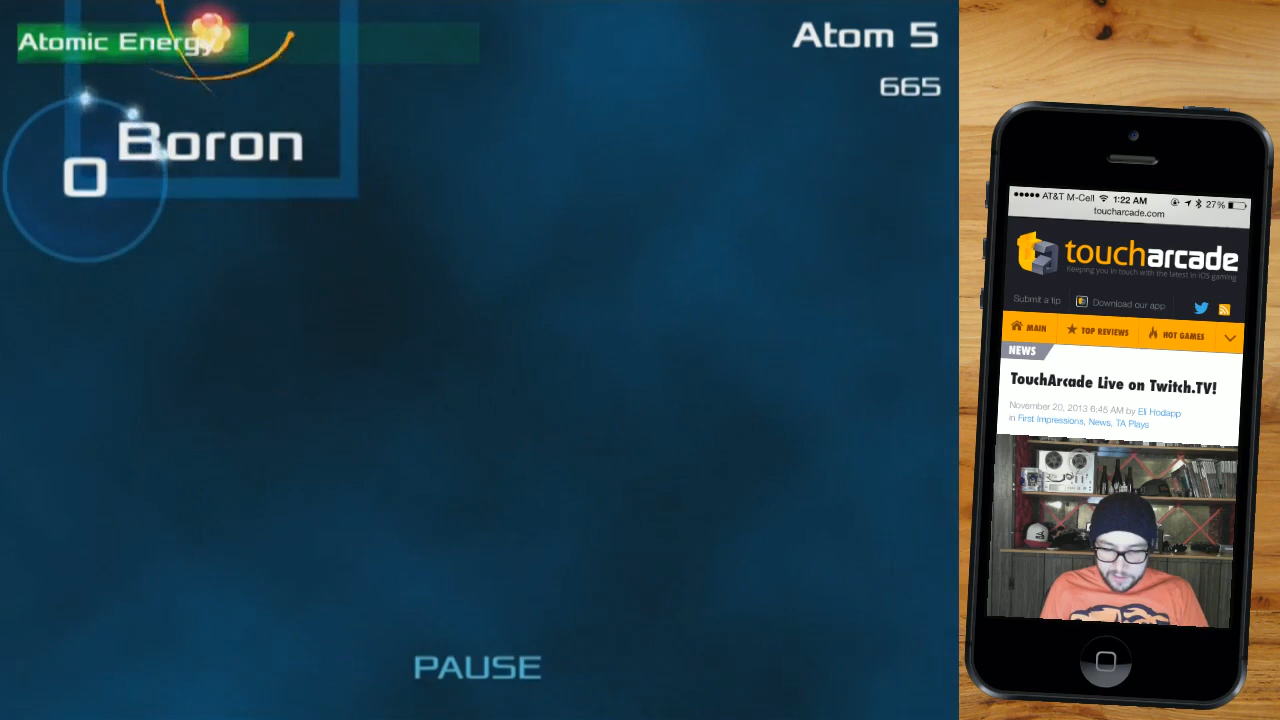 Atomic Energy
Atom 5
665
Boron
0
PAUSE
AT&T M-Cell 1:22 AM 27%
toucharcade.com
toucharcade
Keeping you in touch with the latest in iOS gaming
Submit a tip Download our app
MAIN TOP REVIEWS HOT GAMES
NEWS
TouchArcade Live on Twitch.TV!
November 20, 2013 6:45 AM by Eli Hodapp
in First Impressions, News, TA Plays